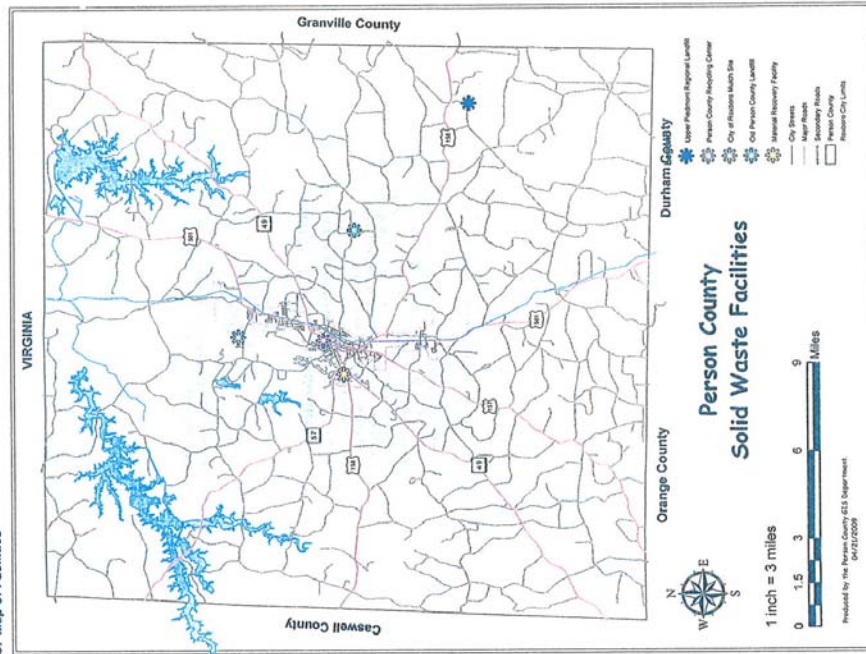 Granville County
VIRGINIA
Caswell County
501
49
57
158
158
49
157
501
Orange County
Durham County
Person County
Solid Waste Facilities
N
W
E
S
1 inch = 3 miles
0
1.5
3
6
9
Miles
Produced by the Person County GIS Department
04/21/2009
Upper Piedmont Regional Landfill
Person County Recycling Center
City of Roxboro Mulch Site
Old Person County Landfill
Material Recovery Facility
City Streets
Major Roads
Secondary Roads
Person County
Roxboro City Limits